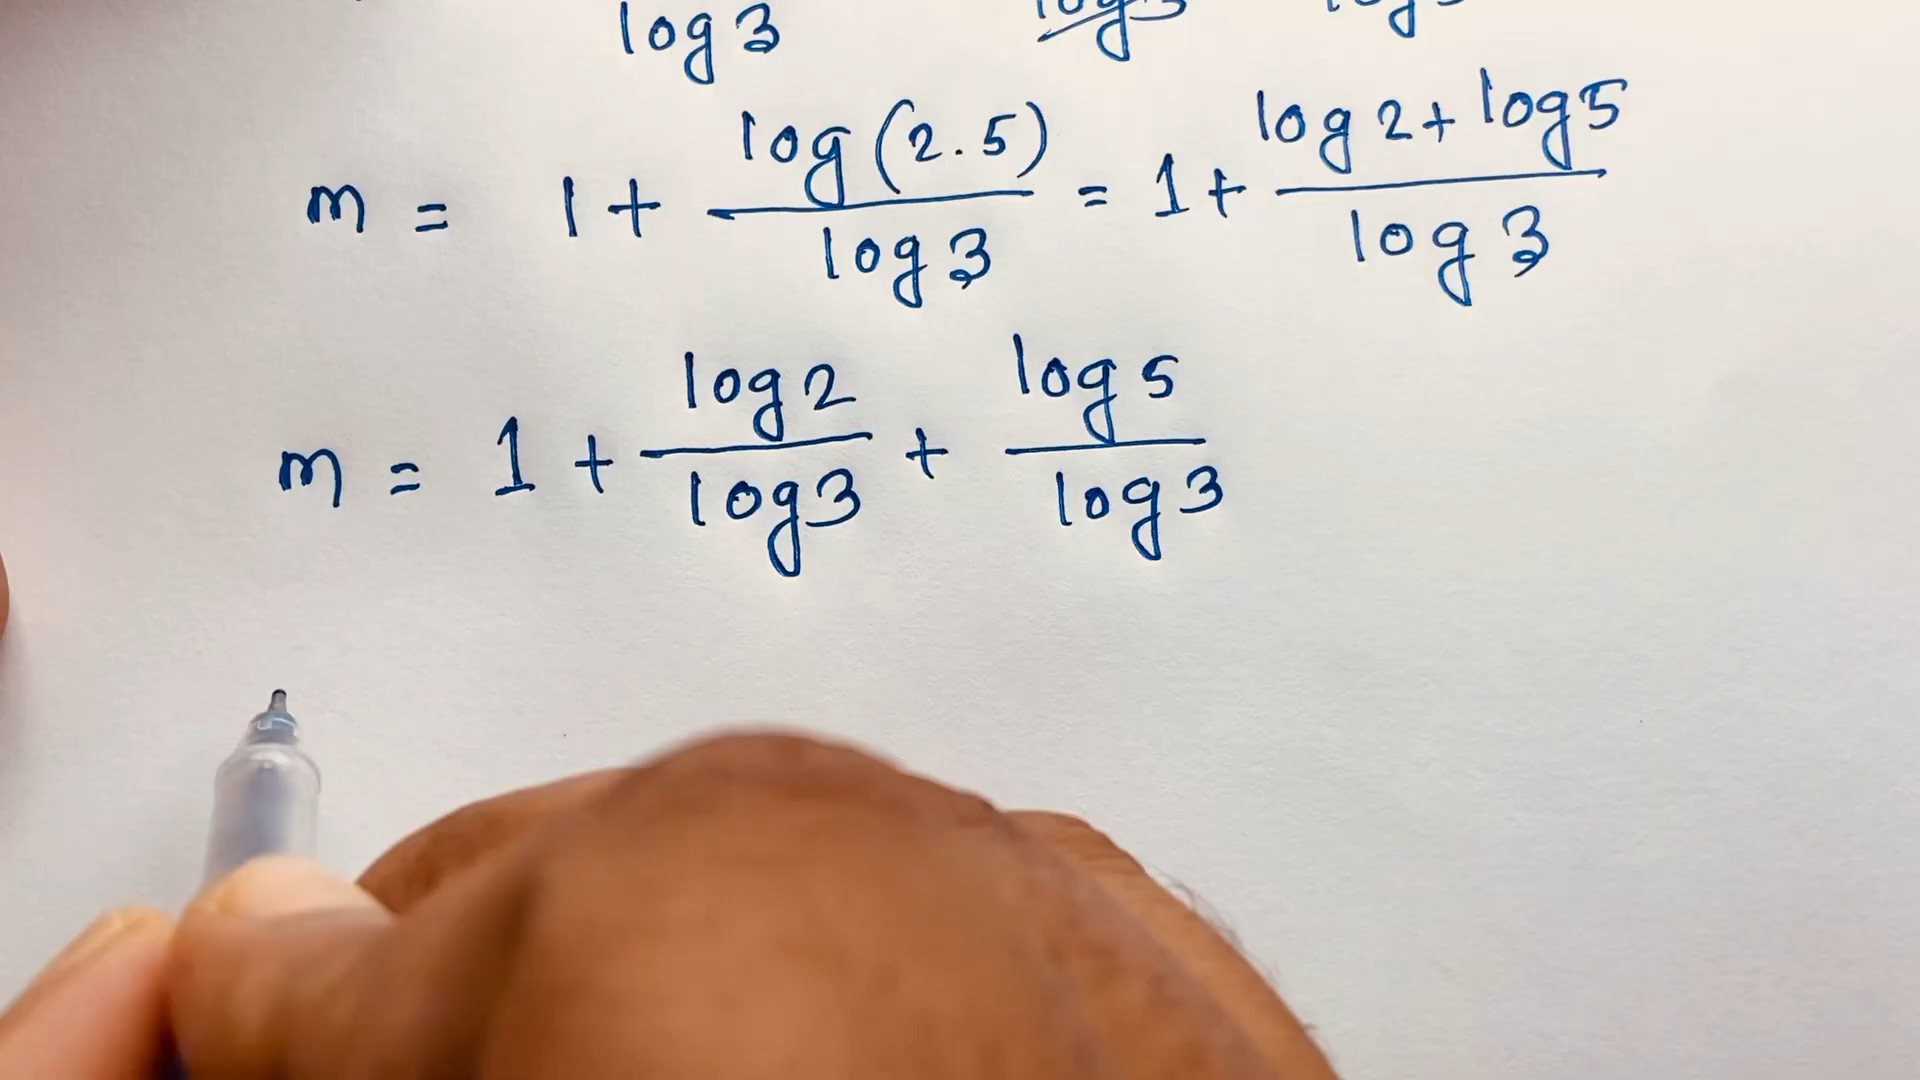 log 3
m = 1 + log (2.5) / log 3 = 1 + log 2 + log 5 / log 3
m = 1 + log 2 / log 3 + log 5 / log 3